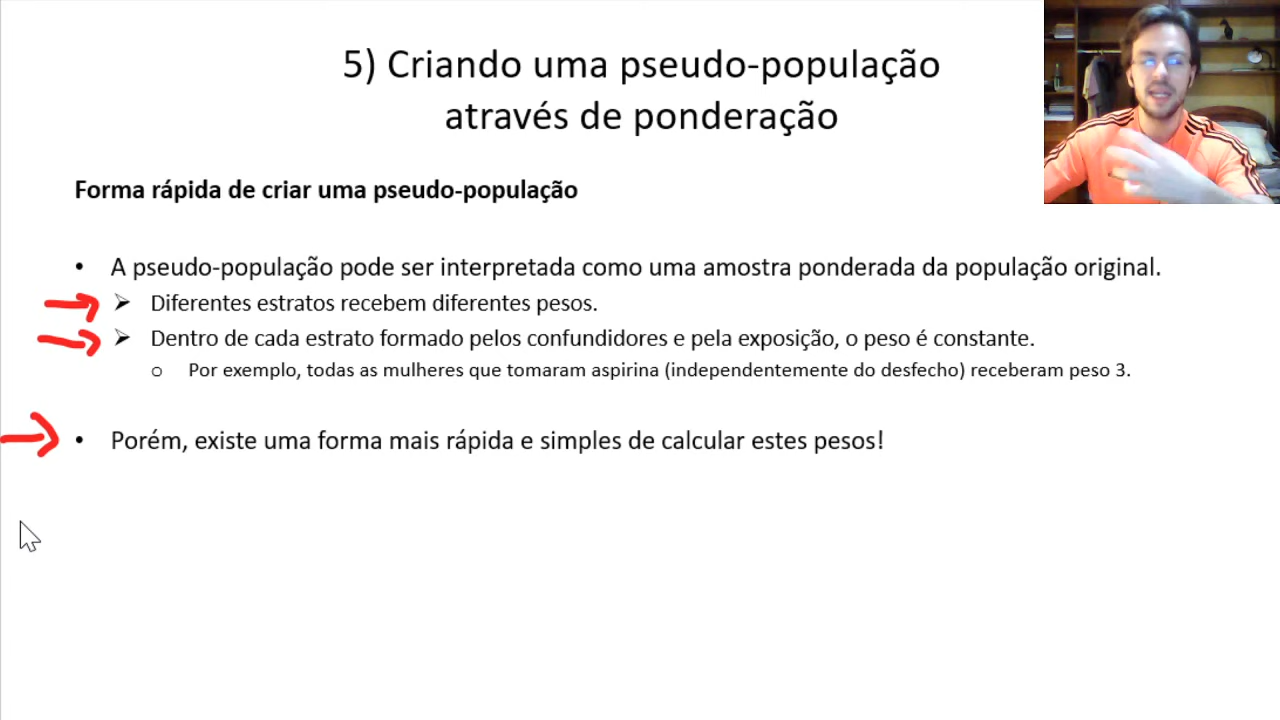 5) Criando uma pseudo-população
através de ponderação
Forma rápida de criar uma pseudo-população
• A pseudo-população pode ser interpretada como uma amostra ponderada da população original.
➢ Diferentes estratos recebem diferentes pesos.
➢ Dentro de cada estrato formado pelos confundidores e pela exposição, o peso é constante.
o Por exemplo, todas as mulheres que tomaram aspirina (independentemente do desfecho) receberam peso 3.
• Porém, existe uma forma mais rápida e simples de calcular estes pesos!